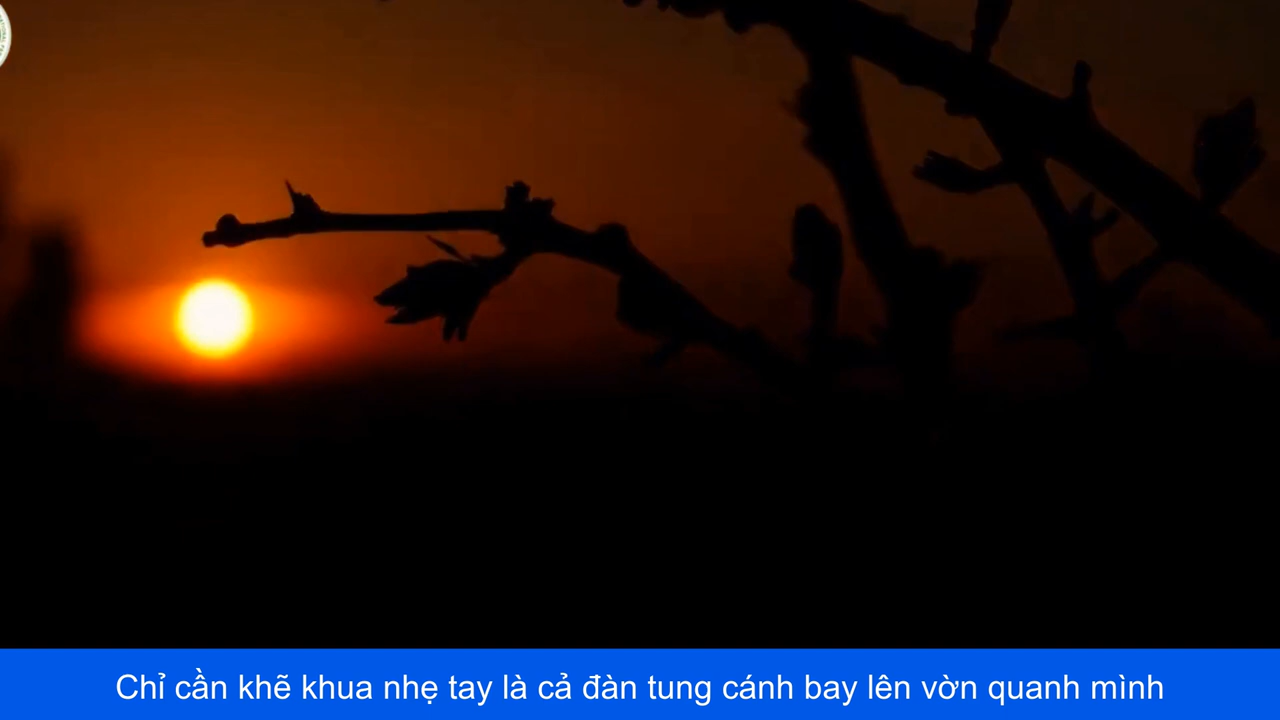 Chỉ cần khẽ khua nhẹ tay là cả đàn tung cánh bay lên vờn quanh mình